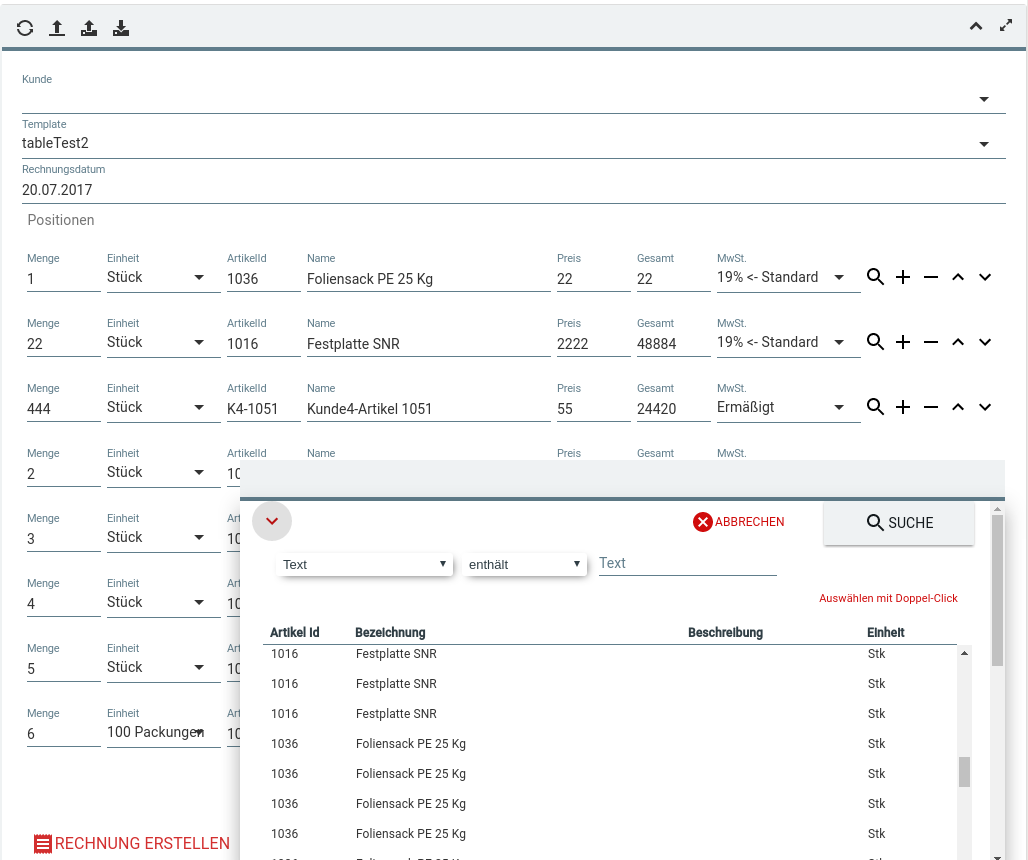 Kunde
Template
tableTest2
Rechnungsdatum
20.07.2017
Positionen
Menge Einheit ArtikelId Name Preis Gesamt MwSt.
1 Stück 1036 Foliensack PE 25 Kg 22 22 19% <- Standard
Menge Einheit ArtikelId Name Preis Gesamt MwSt.
22 Stück 1016 Festplatte SNR 2222 48884 19% <- Standard
Menge Einheit ArtikelId Name Preis Gesamt MwSt.
444 Stück K4-1051 Kunde4-Artikel 1051 55 24420 Ermäßigt
Menge Einheit ArtikelId Name Preis Gesamt MwSt.
2 Stück 10
Menge Einheit Art
3 Stück 10
Menge Einheit Art
4 Stück 10
Menge Einheit Art
5 Stück 10
Menge Einheit Art
6 100 Packungen 10
RECHNUNG ERSTELLEN
ABBRECHEN SUCHE
Text enthält Text
Auswählen mit Doppel-Click
Artikel Id Bezeichnung Beschreibung Einheit
1016 Festplatte SNR Stk
1016 Festplatte SNR Stk
1016 Festplatte SNR Stk
1036 Foliensack PE 25 Kg Stk
1036 Foliensack PE 25 Kg Stk
1036 Foliensack PE 25 Kg Stk
1036 Foliensack PE 25 Kg Stk